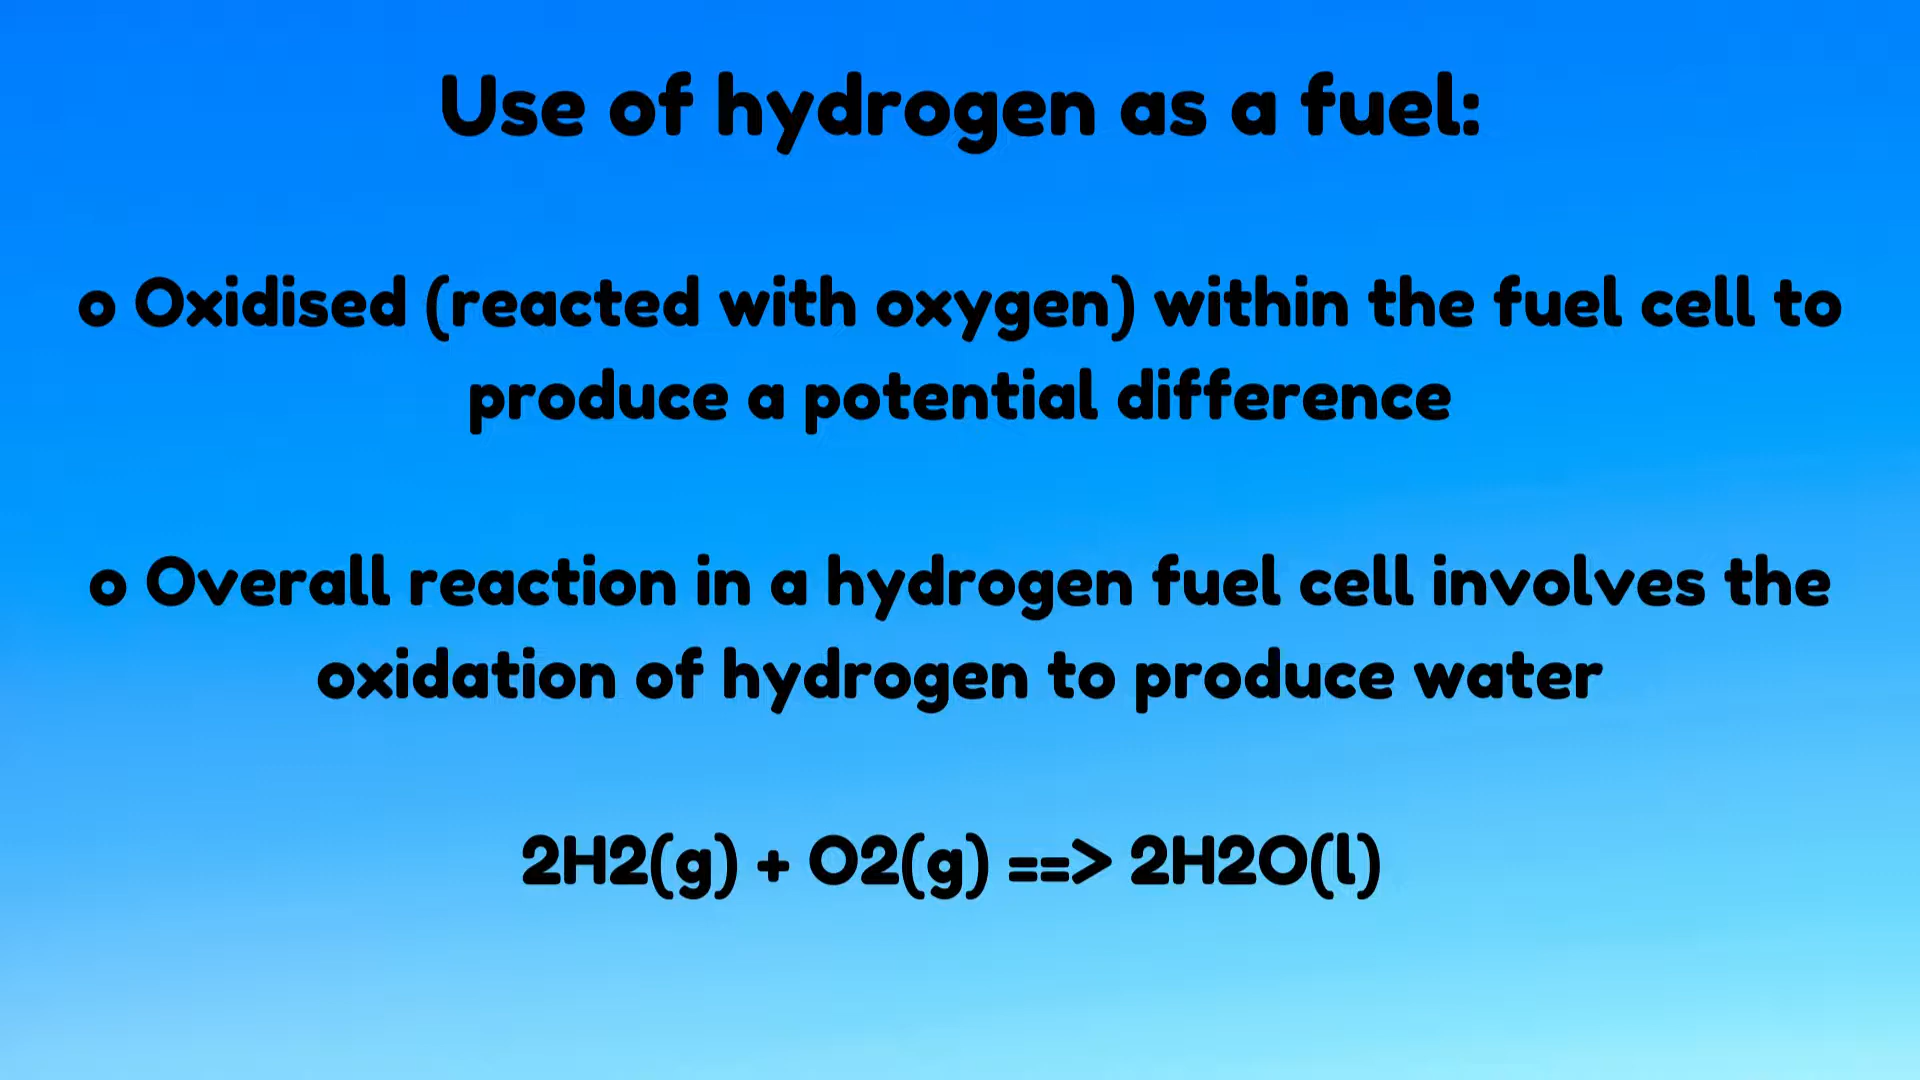 Use of hydrogen as a fuel:
o Oxidised (reacted with oxygen) within the fuel cell to
produce a potential difference
o Overall reaction in a hydrogen fuel cell involves the
oxidation of hydrogen to produce water
2H2(g) + O2(g) ==> 2H2O(l)